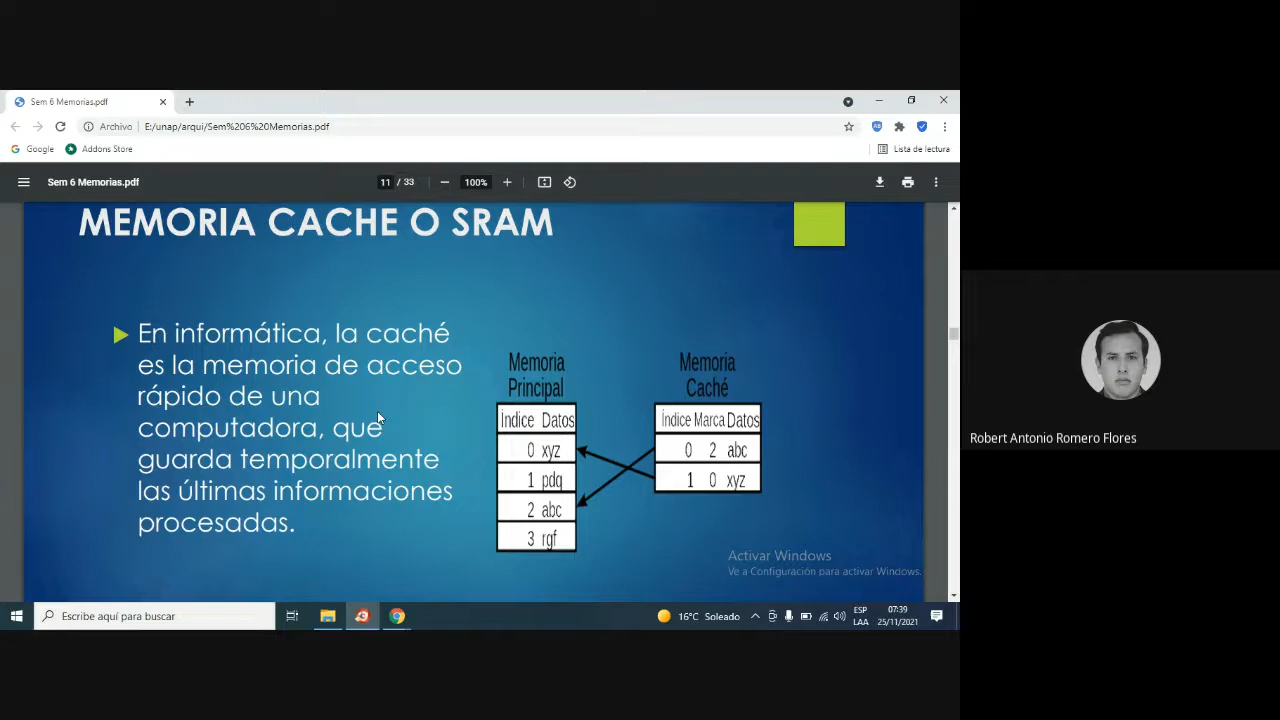 Sem 6 Memorias.pdf
Archivo E:/unap/arqui/Sem%206%20Memorias.pdf
Google Addons Store Lista de lectura
Sem 6 Memorias.pdf 11 / 33 100%
MEMORIA CACHE O SRAM
En informática, la caché
es la memoria de acceso
rápido de una
computadora, que
guarda temporalmente
las últimas informaciones
procesadas.
Memoria
Principal
Índice Datos
0 xyz
1 pdq
2 abc
3 rgf
Memoria
Caché
Índice Marca Datos
0 2 abc
1 0 xyz
Activar Windows
Ve a Configuración para activar Windows.
Robert Antonio Romero Flores
Escribe aquí para buscar
16°C Soleado
ESP
LAA
07:39
25/11/2021